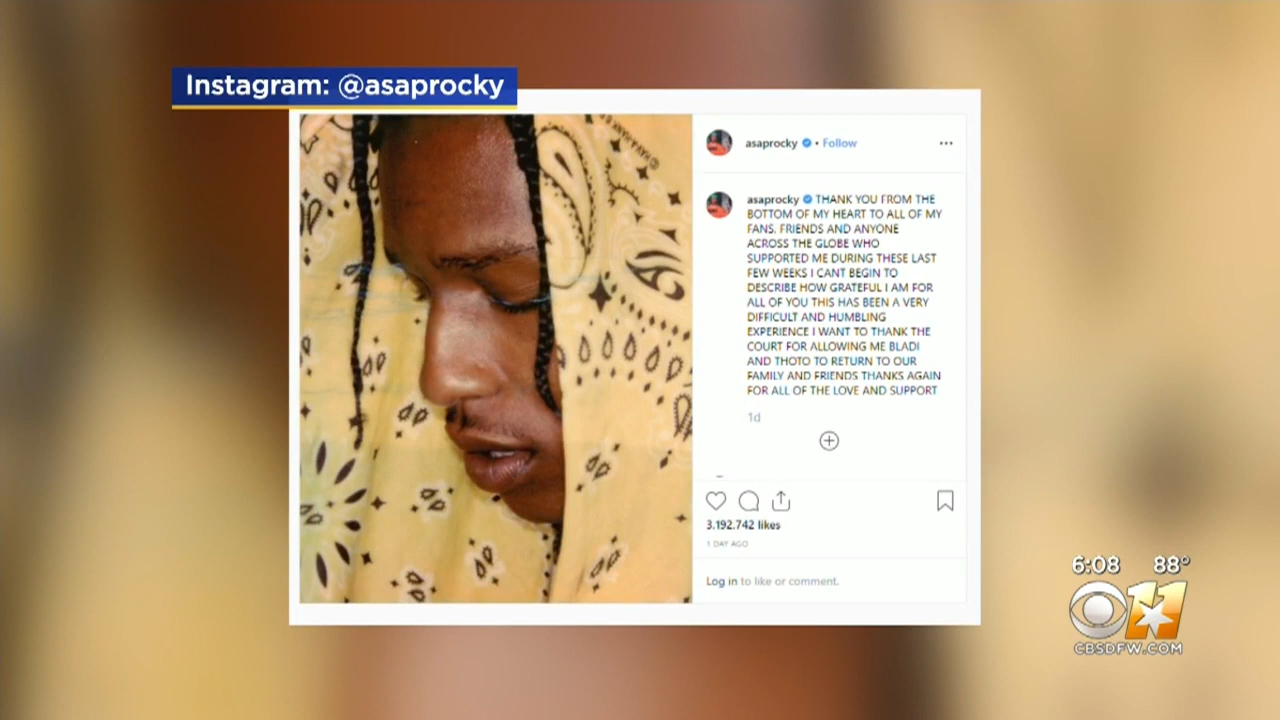 Instagram: @asaprocky
asaprocky • Follow
asaprocky THANK YOU FROM THE
BOTTOM OF MY HEART TO ALL OF MY
FANS. FRIENDS AND ANYONE
ACROSS THE GLOBE WHO
SUPPORTED ME DURING THESE LAST
FEW WEEKS I CANT BEGIN TO
DESCRIBE HOW GRATEFUL I AM FOR
ALL OF YOU THIS HAS BEEN A VERY
DIFFICULT AND HUMBLING
EXPERIENCE I WANT TO THANK THE
COURT FOR ALLOWING ME BLADI
AND THOTO TO RETURN TO OUR
FAMILY AND FRIENDS THANKS AGAIN
FOR ALL OF THE LOVE AND SUPPORT
1d
3,192,742 likes
1 DAY AGO
Log in to like or comment.
6:08 88°
11
CBSDFW.COM